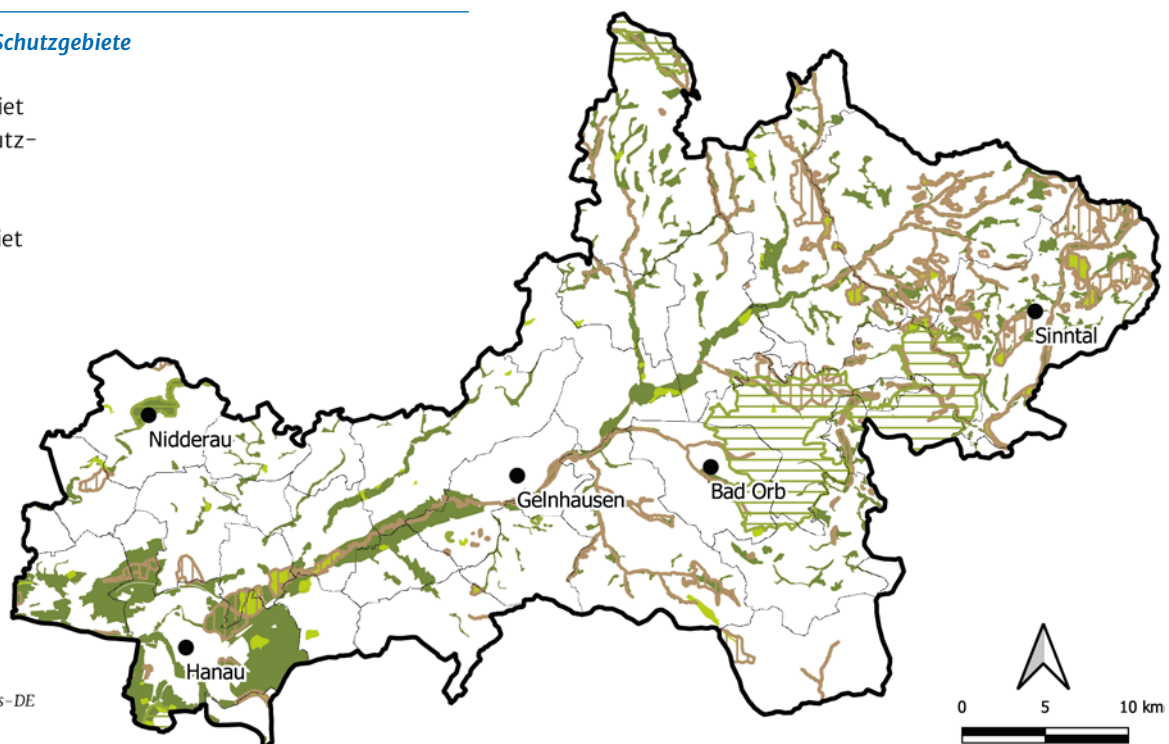 Schutzgebiete
iet
utz-
iet
Sinntal
Nidderau
Bad Orb
Gelnhausen
Hanau
s-DE
0 5 10 km